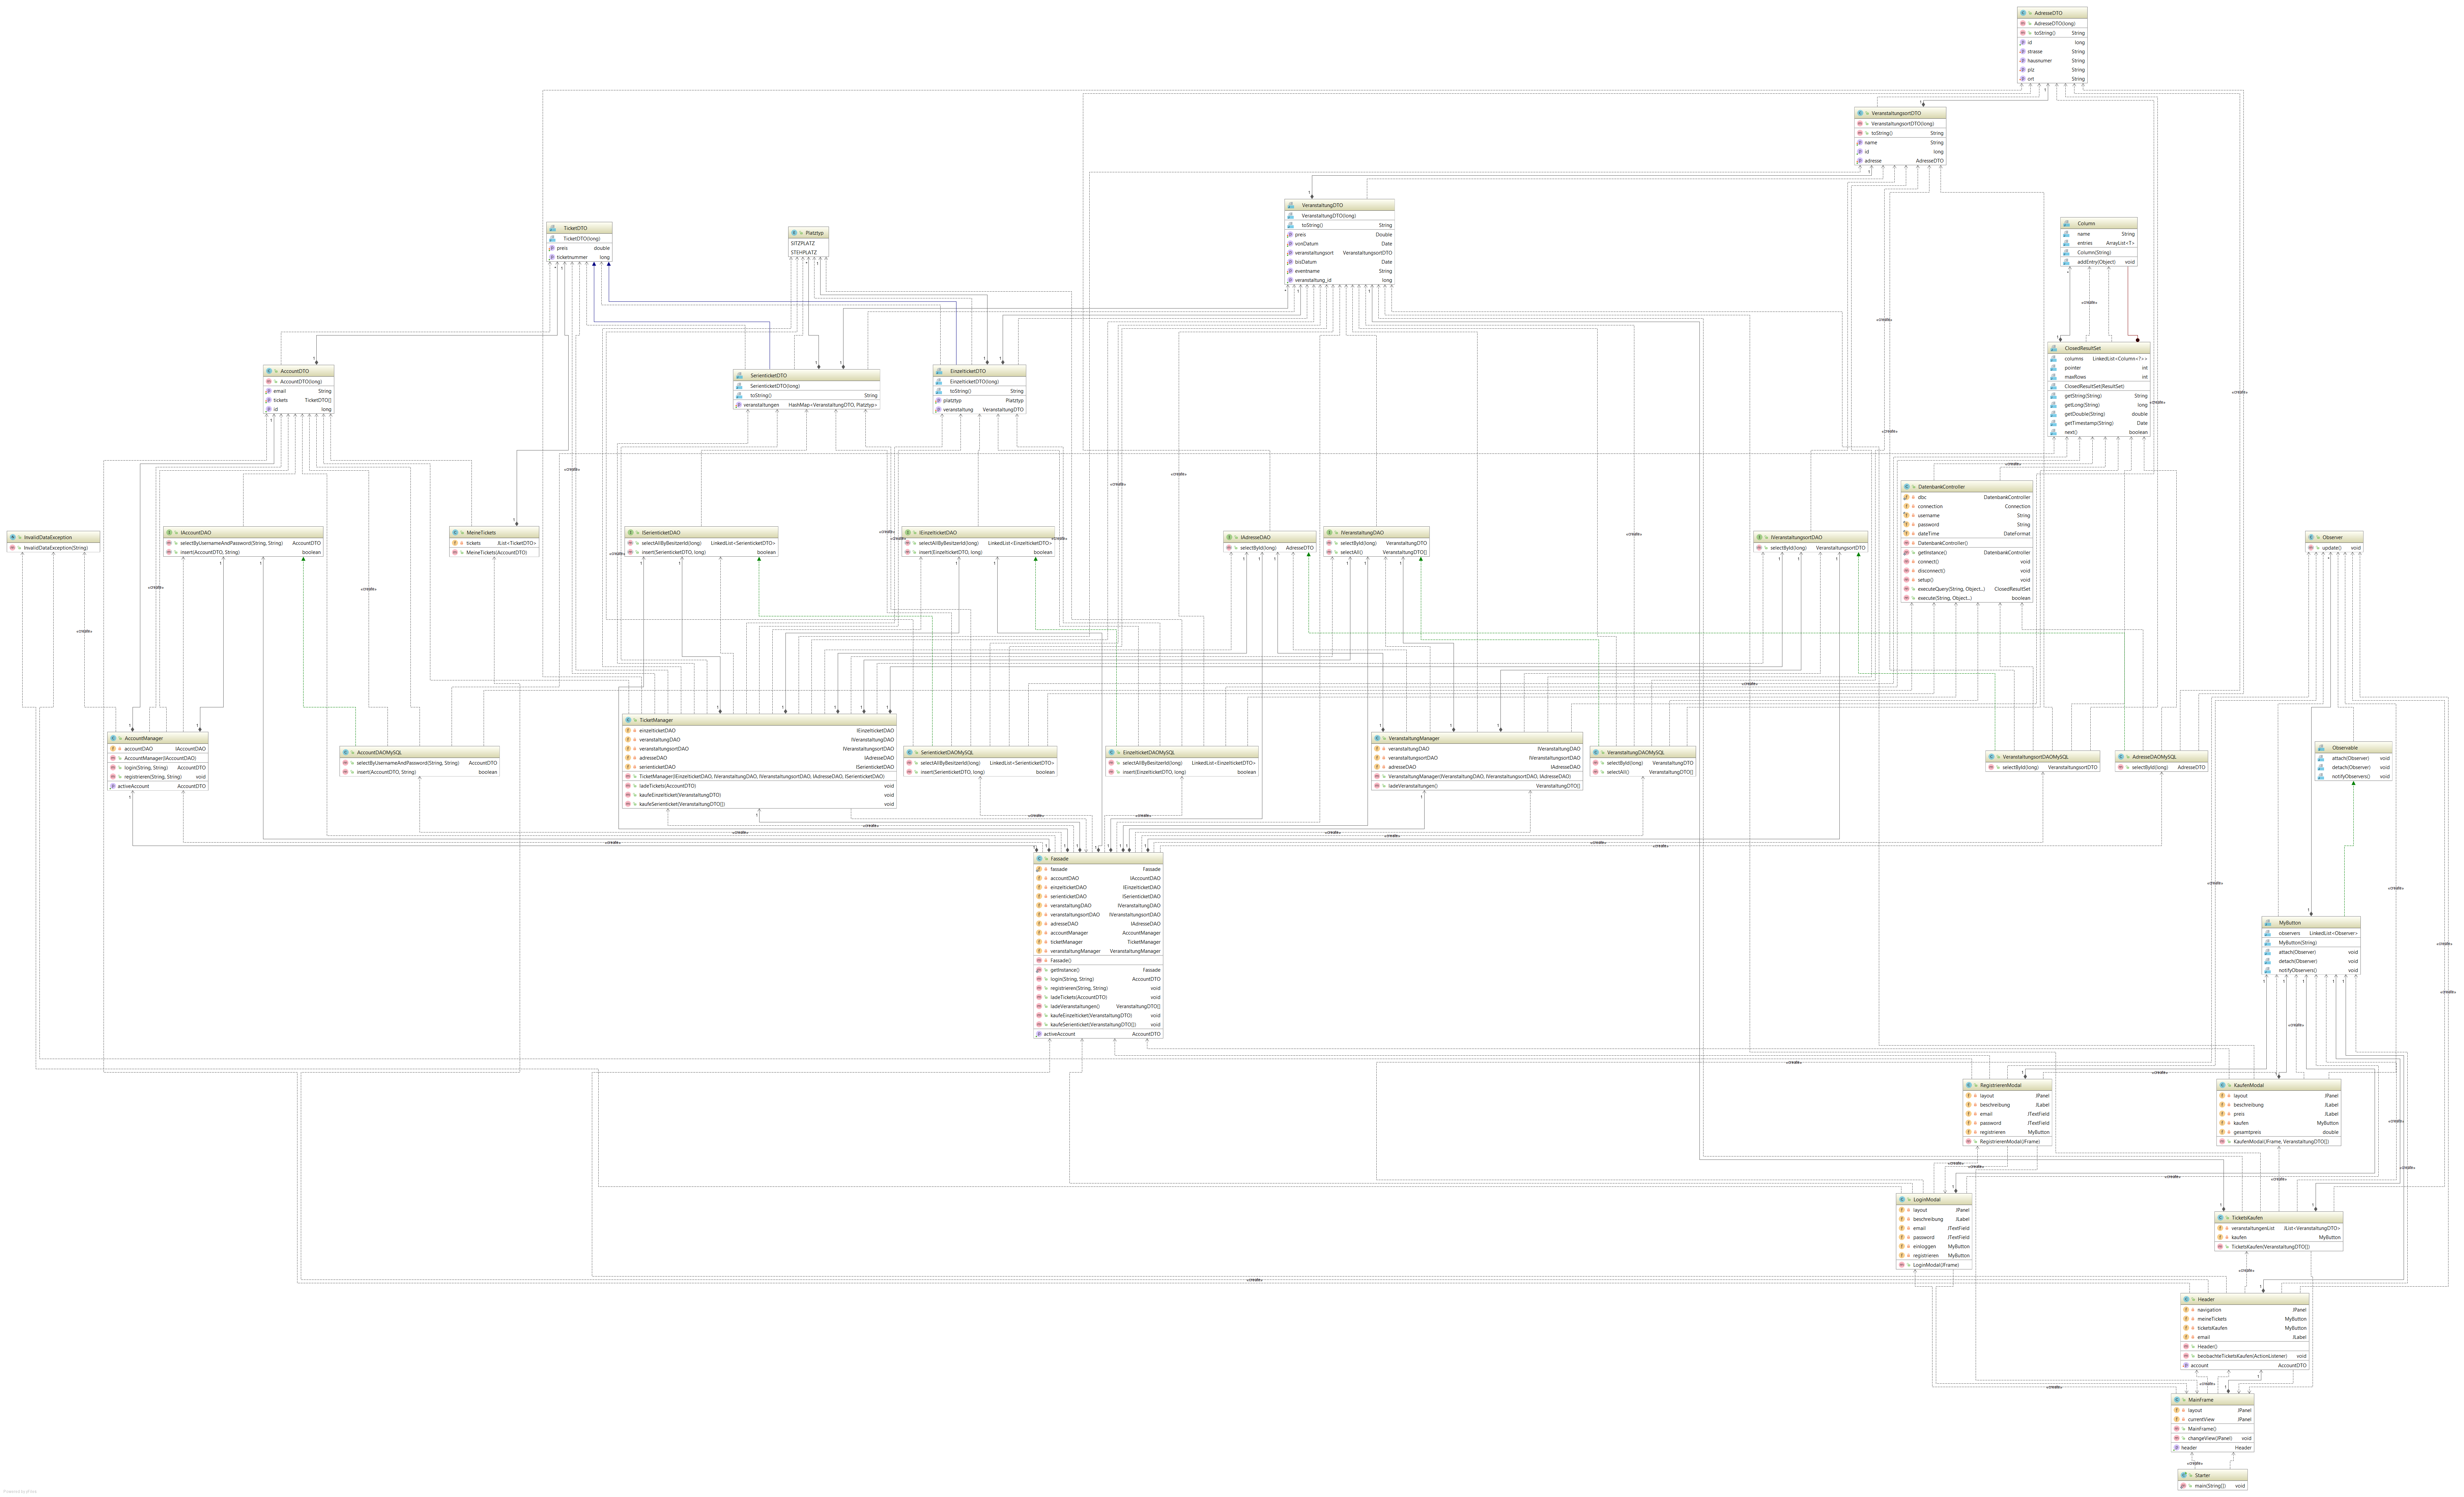 AdresseDTO
AdresseDTO(long)
toString() String
id long
strasse String
hausnumer String
plz String
ort String
VeranstaltungsortDTO
VeranstaltungsortDTO(long)
toString() String
name String
id long
adresse AdresseDTO
VeranstaltungDTO
VeranstaltungDTO(long)
toString() String
preis Double
vonDatum Date
veranstaltungsort VeranstaltungsortDTO
bisDatum Date
eventname String
veranstaltung_id long
TicketDTO
TicketDTO(long)
preis double
ticketnummer long
Platztyp
SITZPLATZ
STEHPLATZ
Column
name String
entries ArrayList<T>
Column(String)
addEntry(Object) void
ClosedResultSet
columns LinkedList<Column<?>>
pointer int
maxRows int
ClosedResultSet(ResultSet)
getString(String) String
getLong(String) long
getDouble(String) double
getTimestamp(String) Date
next() boolean
AccountDTO
AccountDTO(long)
email String
tickets TicketDTO[]
id long
SerienticketDTO
SerienticketDTO(long)
toString() String
veranstaltungen HashMap<VeranstaltungDTO, Platztyp>
EinzelticketDTO
EinzelticketDTO(long)
toString() String
platztyp Platztyp
veranstaltung VeranstaltungDTO
DatenbankController
dbc DatenbankController
connection Connection
username String
password String
dateTime DateFormat
DatenbankController()
getInstance() DatenbankController
connect() void
disconnect() void
setup() void
executeQuery(String, Object...) ClosedResultSet
execute(String, Object...) boolean
InvalidDataException
InvalidDataException(String)
IAccountDAO
selectByUsernameAndPassword(String, String) AccountDTO
insert(AccountDTO, String) boolean
MeineTickets
tickets JList<TicketDTO>
MeineTickets(AccountDTO)
ISerienticketDAO
selectAllByBesitzerId(long) LinkedList<SerienticketDTO>
insert(SerienticketDTO, long) boolean
IEinzelticketDAO
selectAllByBesitzerId(long) LinkedList<EinzelticketDTO>
insert(EinzelticketDTO, long) boolean
IAdresseDAO
selectById(long) AdresseDTO
IVeranstaltungDAO
selectById(long) VeranstaltungDTO
selectAll() VeranstaltungDTO[]
IVeranstaltungsortDAO
selectById(long) VeranstaltungsortDTO
Observer
update() void
AccountManager
accountDAO IAccountDAO
AccountManager(IAccountDAO)
login(String, String) AccountDTO
registrieren(String, String) void
activeAccount AccountDTO
AccountDAOMySQL
selectByUsernameAndPassword(String, String) AccountDTO
insert(AccountDTO, String) boolean
TicketManager
einzelticketDAO IEinzelticketDAO
veranstaltungDAO IVeranstaltungDAO
veranstaltungsortDAO IVeranstaltungsortDAO
adresseDAO IAdresseDAO
serienticketDAO ISerienticketDAO
TicketManager(IEinzelticketDAO, IVeranstaltungDAO, IVeranstaltungsortDAO, IAdresseDAO, ISerienticketDAO)
ladeTickets(AccountDTO) void
kaufeEinzelticket(VeranstaltungDTO) void
kaufeSerienticket(VeranstaltungDTO[]) void
SerienticketDAOMySQL
selectAllByBesitzerId(long) LinkedList<SerienticketDTO>
insert(SerienticketDTO, long) boolean
EinzelticketDAOMySQL
selectAllByBesitzerId(long) LinkedList<EinzelticketDTO>
insert(EinzelticketDTO, long) boolean
VeranstaltungManager
veranstaltungDAO IVeranstaltungDAO
veranstaltungsortDAO IVeranstaltungsortDAO
adresseDAO IAdresseDAO
VeranstaltungManager(IVeranstaltungDAO, IVeranstaltungsortDAO, IAdresseDAO)
ladeVeranstaltungen() VeranstaltungDTO[]
VeranstaltungDAOMySQL
selectById(long) VeranstaltungDTO
selectAll() VeranstaltungDTO[]
VeranstaltungsortDAOMySQL
selectById(long) VeranstaltungsortDTO
AdresseDAOMySQL
selectById(long) AdresseDTO
Observable
attach(Observer) void
detach(Observer) void
notifyObservers() void
Fassade
fassade Fassade
accountDAO IAccountDAO
einzelticketDAO IEinzelticketDAO
serienticketDAO ISerienticketDAO
veranstaltungDAO IVeranstaltungDAO
veranstaltungsortDAO IVeranstaltungsortDAO
adresseDAO IAdresseDAO
accountManager AccountManager
ticketManager TicketManager
veranstaltungManager VeranstaltungManager
Fassade()
getInstance() Fassade
login(String, String) AccountDTO
registrieren(String, String) void
ladeTickets(AccountDTO) void
ladeVeranstaltungen() VeranstaltungDTO[]
kaufeEinzelticket(VeranstaltungDTO) void
kaufeSerienticket(VeranstaltungDTO[]) void
activeAccount AccountDTO
MyButton
observers LinkedList<Observer>
MyButton(String)
attach(Observer) void
detach(Observer) void
notifyObservers() void
RegistrierenModal
layout JPanel
beschreibung JLabel
email JTextField
password JTextField
registrieren MyButton
RegistrierenModal(JFrame)
KaufenModal
layout JPanel
beschreibung JLabel
preis JLabel
kaufen MyButton
gesamtpreis double
KaufenModal(JFrame, VeranstaltungDTO[])
LoginModal
layout JPanel
beschreibung JLabel
email JTextField
password JTextField
einloggen MyButton
registrieren MyButton
LoginModal(JFrame)
TicketsKaufen
veranstaltungenList JList<VeranstaltungDTO>
kaufen MyButton
TicketsKaufen(VeranstaltungDTO[])
Header
navigation JPanel
meineTickets MyButton
ticketsKaufen MyButton
email JLabel
Header()
beobachteTicketsKaufen(ActionListener) void
account AccountDTO
MainFrame
layout JPanel
currentView JPanel
MainFrame()
changeView(JPanel) void
header Header
Starter
main(String[]) void